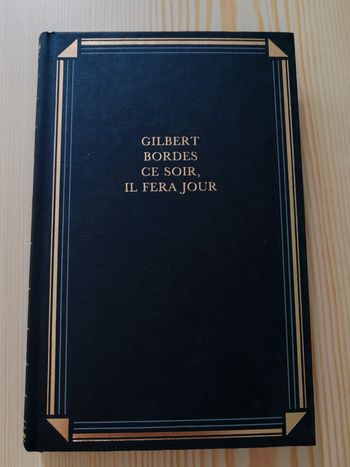 GILBERT
BORDES
CE SOIR,
IL FERA JOUR